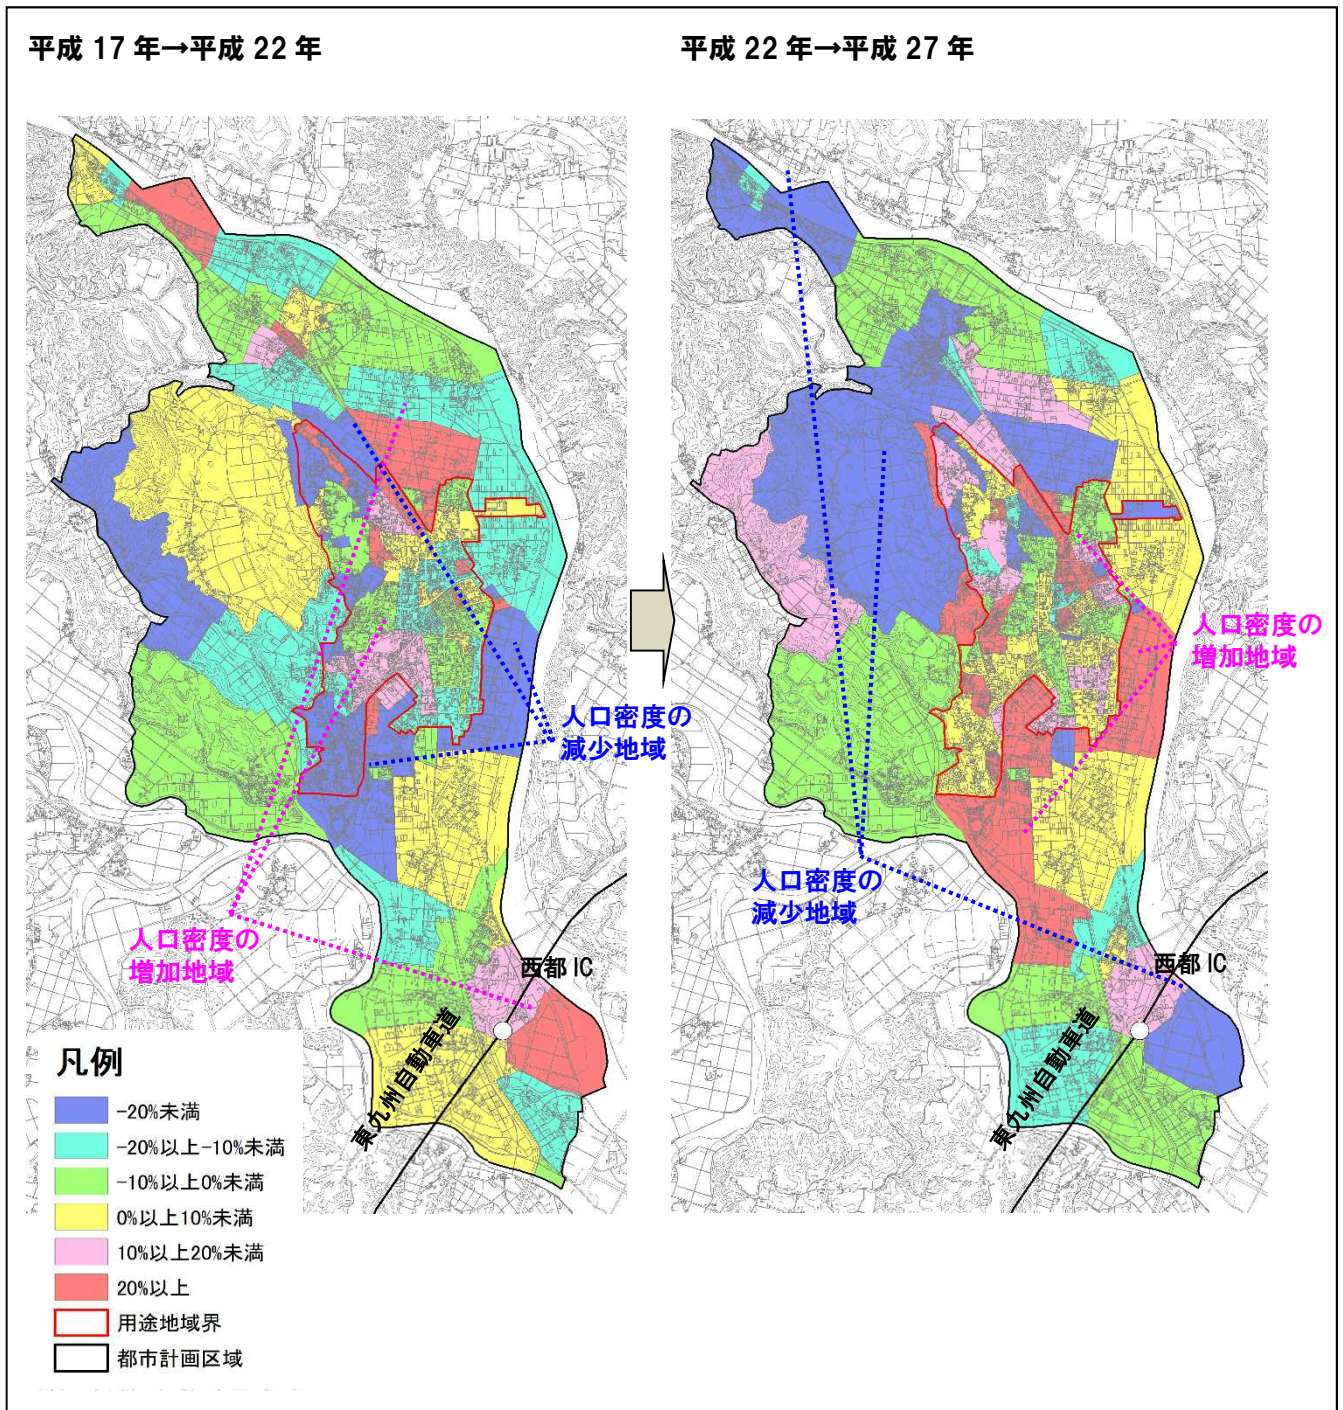 平成 17 年→平成 22 年
平成 22 年→平成 27 年
人口密度の
減少地域
人口密度の
増加地域
西都 IC
東九州自動車道
人口密度の
増加地域
人口密度の
減少地域
西都 IC
東九州自動車道
凡例
-20%未満
-20%以上-10%未満
-10%以上0%未満
0%以上10%未満
10%以上20%未満
20%以上
用途地域界
都市計画区域